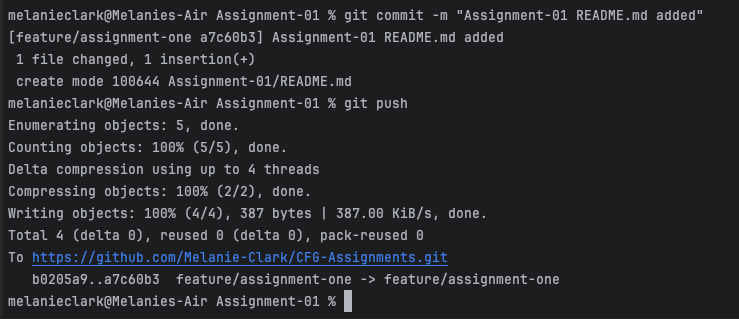 melanieclark@Melanies-Air Assignment-01 % git commit -m "Assignment-01 README.md added"
[feature/assignment-one a7c60b3] Assignment-01 README.md added
 1 file changed, 1 insertion(+)
 create mode 100644 Assignment-01/README.md
melanieclark@Melanies-Air Assignment-01 % git push
Enumerating objects: 5, done.
Counting objects: 100% (5/5), done.
Delta compression using up to 4 threads
Compressing objects: 100% (2/2), done.
Writing objects: 100% (4/4), 387 bytes | 387.00 KiB/s, done.
Total 4 (delta 0), reused 0 (delta 0), pack-reused 0
To https://github.com/Melanie-Clark/CFG-Assignments.git
   b0205a9..a7c60b3  feature/assignment-one -> feature/assignment-one
melanieclark@Melanies-Air Assignment-01 %